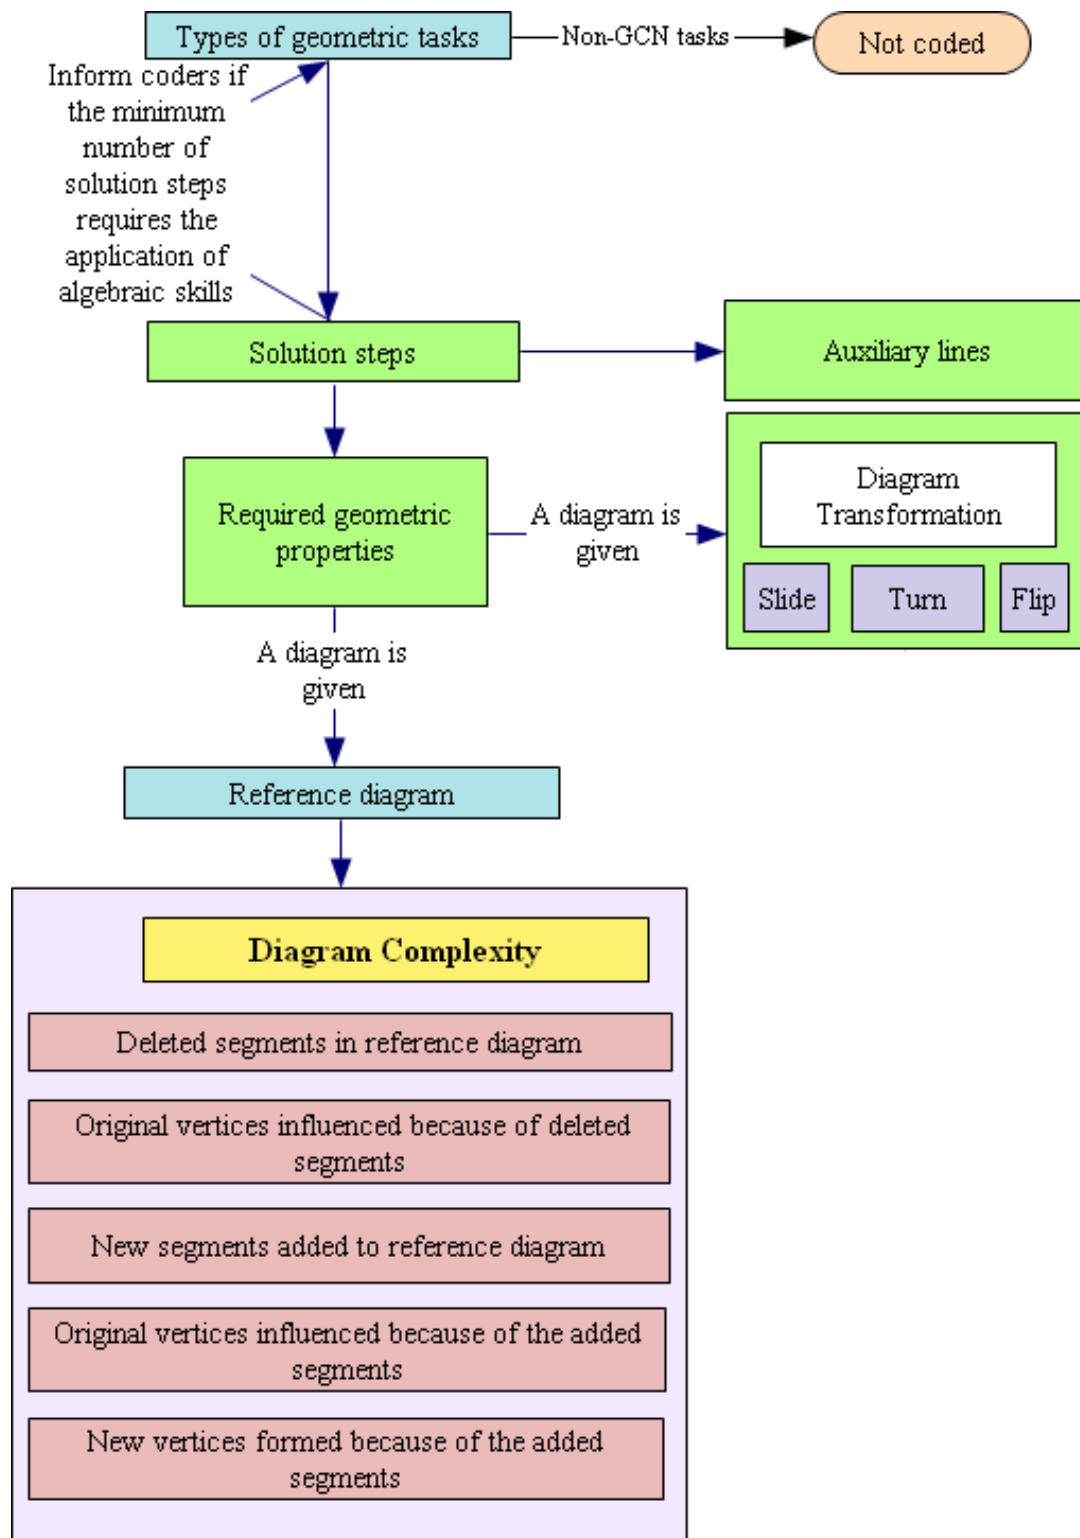 Types of geometric tasks
Non-GCN tasks
Not coded
Inform coders if
the minimum
number of
solution steps
requires the
application of
algebraic skills
Solution steps
Auxiliary lines
Required geometric
properties
A diagram is
given
Diagram
Transformation
Slide
Turn
Flip
A diagram is
given
Reference diagram
Diagram Complexity
Deleted segments in reference diagram
Original vertices influenced because of deleted
segments
New segments added to reference diagram
Original vertices influenced because of the added
segments
New vertices formed because of the added
segments